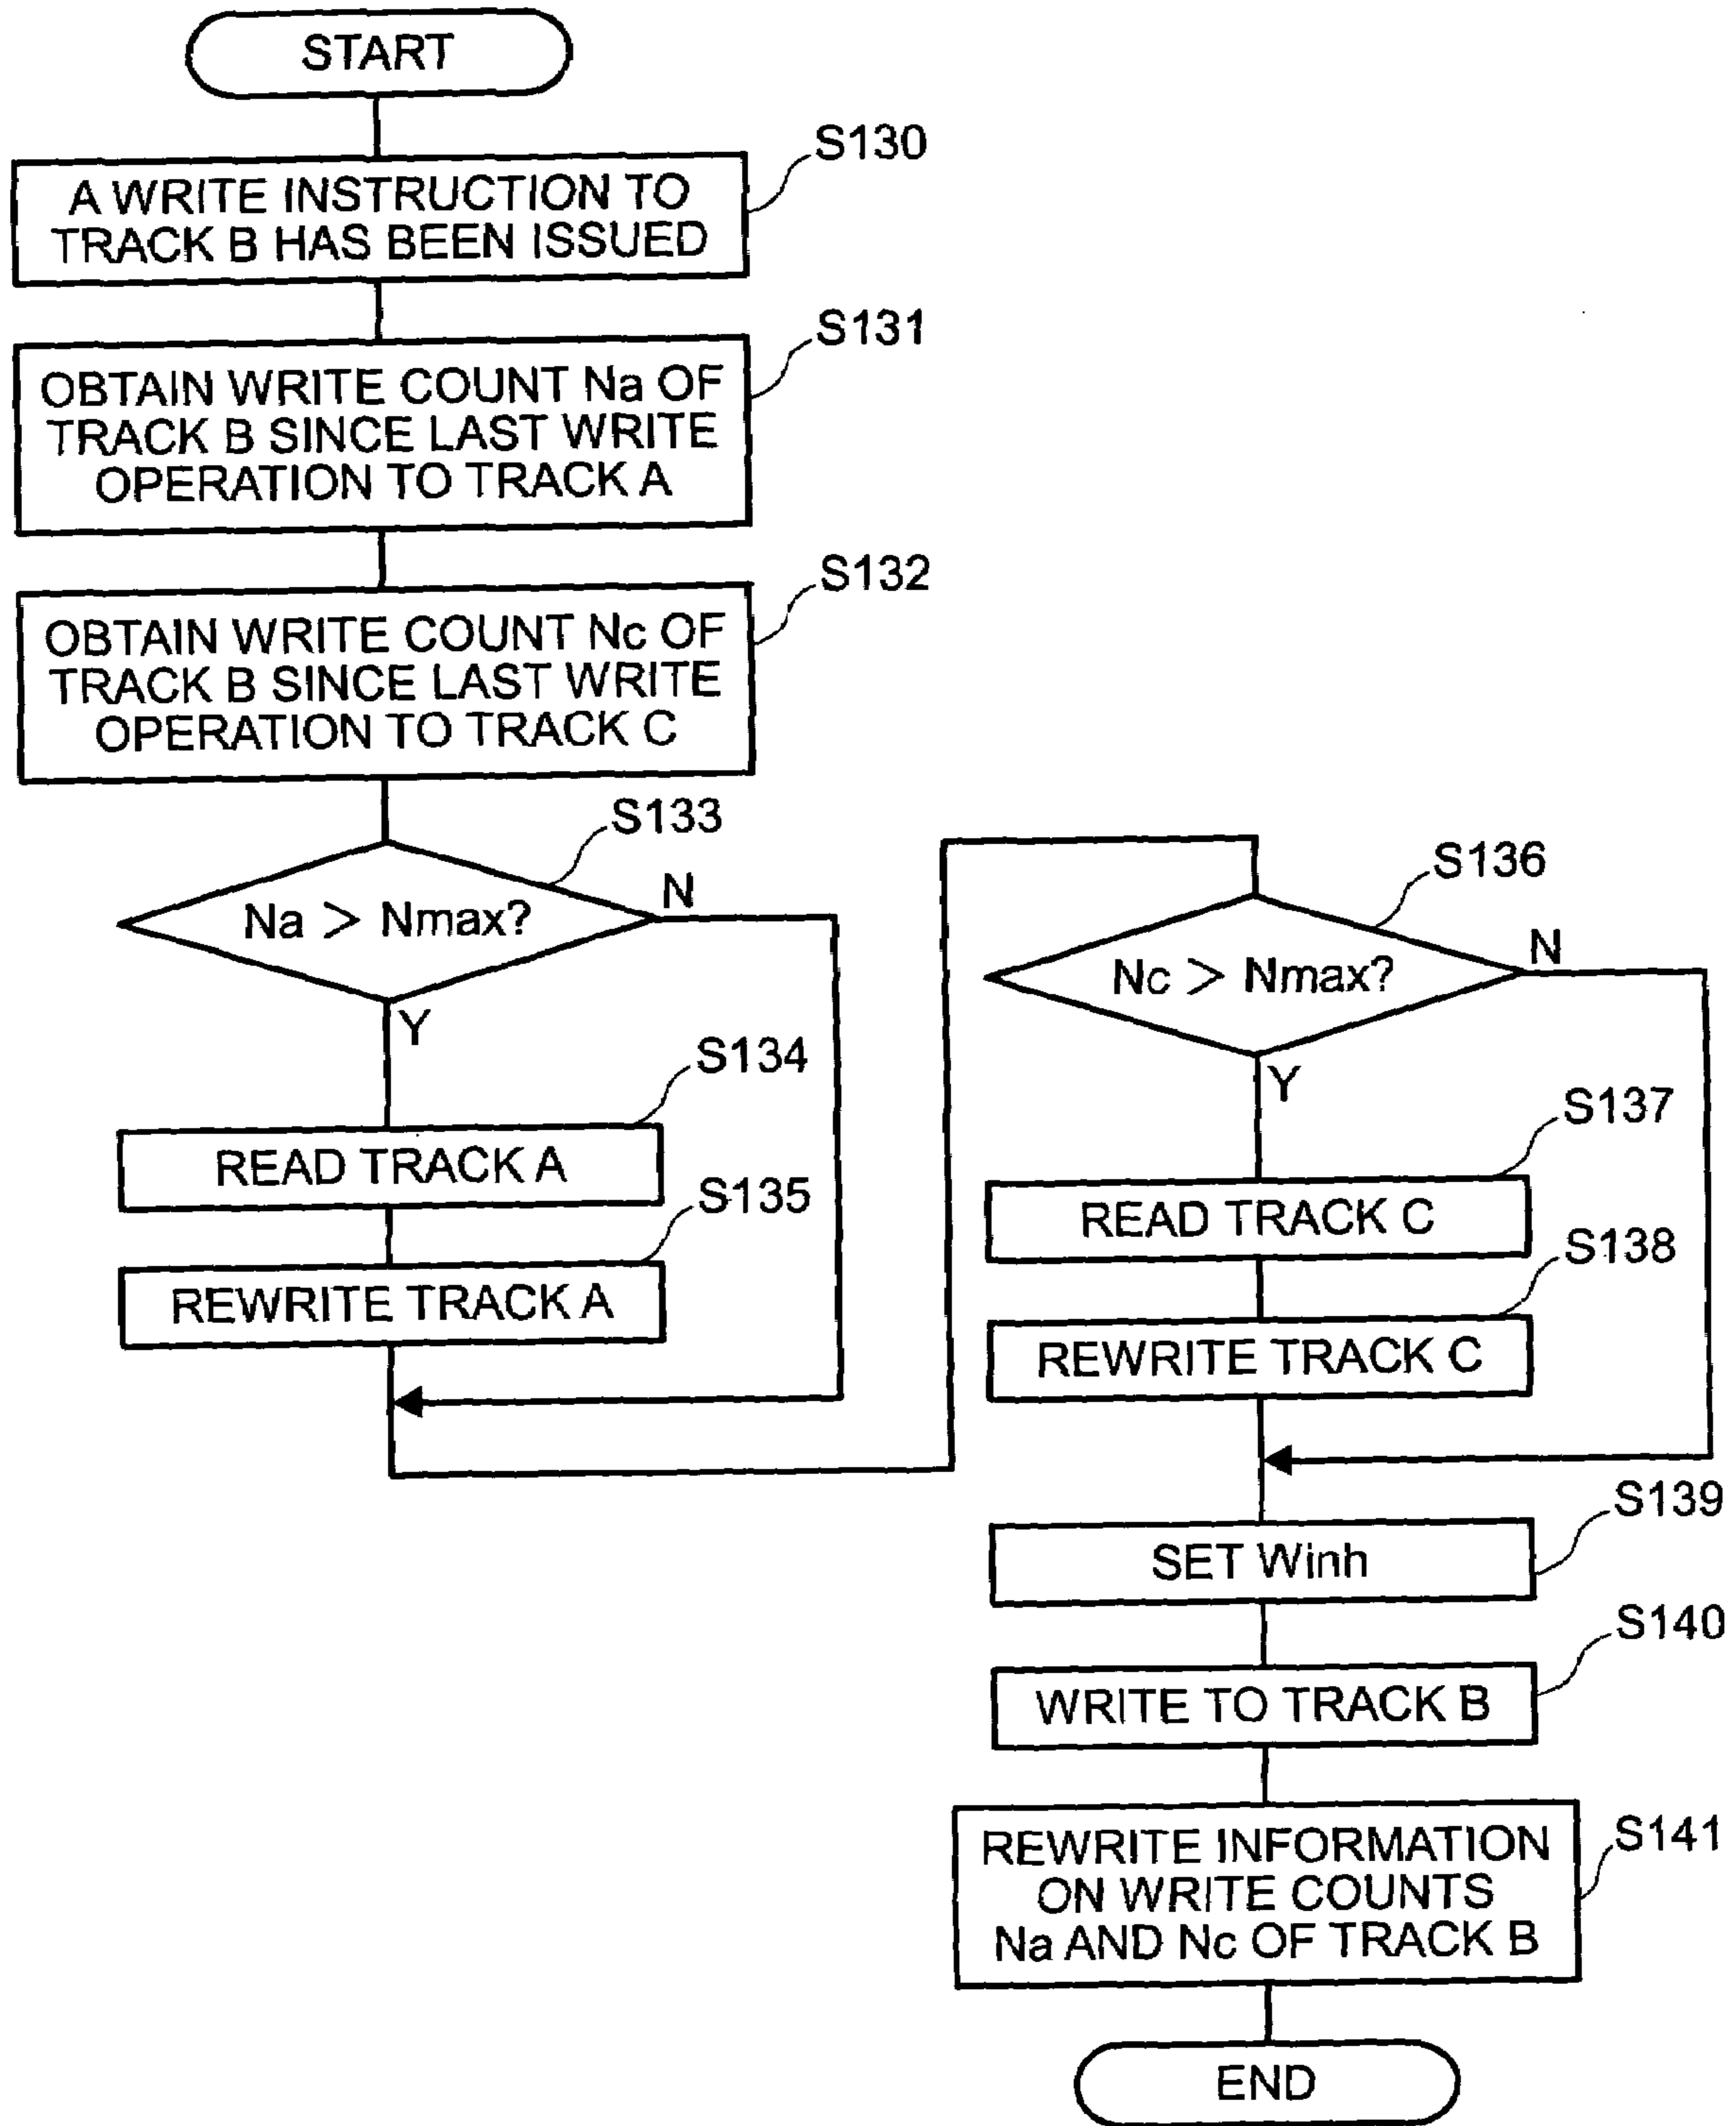 START
S130
A WRITE INSTRUCTION TO
TRACK B HAS BEEN ISSUED
S131
OBTAIN WRITE COUNT Na OF
TRACK B SINCE LAST WRITE
OPERATION TO TRACK A
S132
OBTAIN WRITE COUNT Nc OF
TRACK B SINCE LAST WRITE
OPERATION TO TRACK C
S133
Na > Nmax?
N
Y
S134
READ TRACK A
S135
REWRITE TRACK A
S136
Nc > Nmax?
N
Y
S137
READ TRACK C
S138
REWRITE TRACK C
S139
SET Winh
S140
WRITE TO TRACK B
S141
REWRITE INFORMATION
ON WRITE COUNTS
Na AND Nc OF TRACK B
END